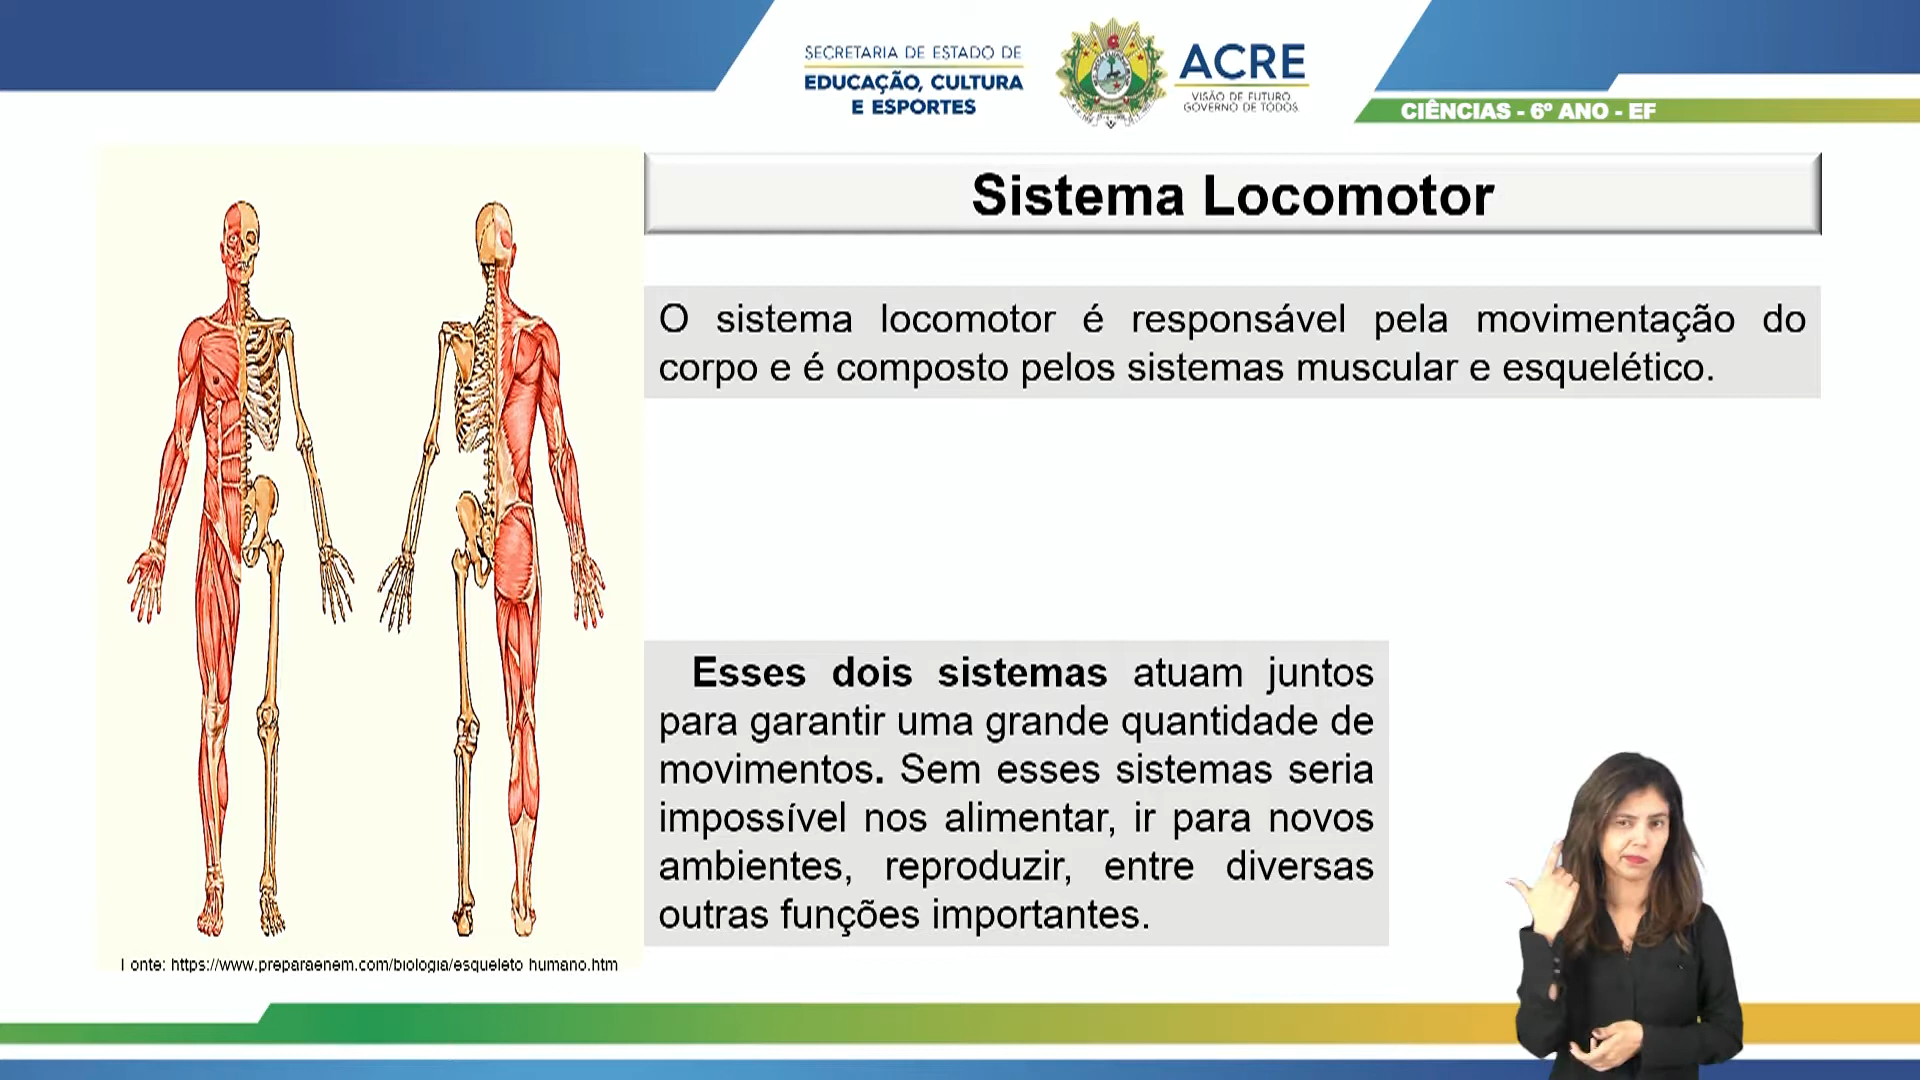 SECRETARIA DE ESTADO DE
EDUCAÇÃO, CULTURA
E ESPORTES
ACRE
VISÃO DE FUTURO
GOVERNO DE TODOS
CIÊNCIAS - 6º ANO - EF
Sistema Locomotor
O sistema locomotor é responsável pela movimentação do
corpo e é composto pelos sistemas muscular e esquelético.
Esses dois sistemas atuam juntos
para garantir uma grande quantidade de
movimentos. Sem esses sistemas seria
impossível nos alimentar, ir para novos
ambientes, reproduzir, entre diversas
outras funções importantes.
Fonte: https://www.preparaenem.com/biologia/esqueleto humano.htm